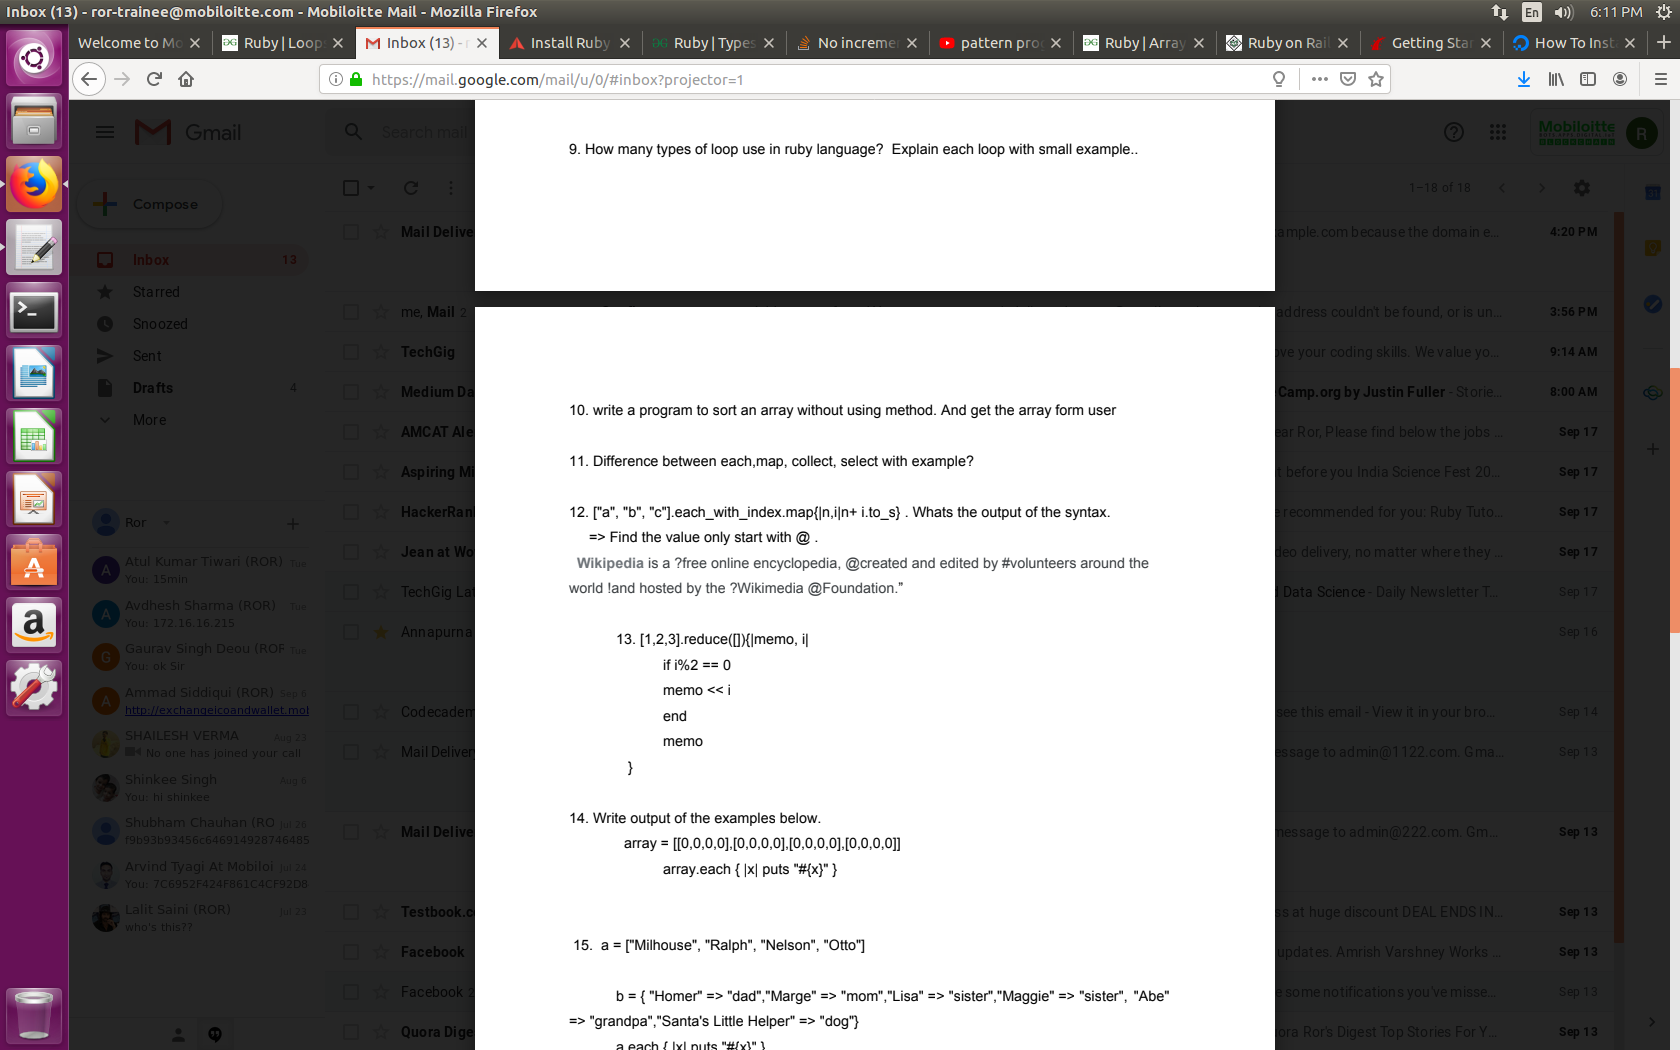 Inbox (13) - ror-trainee@mobiloitte.com - Mobiloitte Mail - Mozilla Firefox
En
6:11 PM
Welcome to Mo
Ruby | Loop
Inbox (13) - r
Install Ruby
Ruby | Types
No incremer
pattern prog
Ruby | Array
Ruby on Rail
Getting Star
How To Insta
https://mail.google.com/mail/u/0/#inbox?projector=1
Gmail
Search mail
Mobiloitte
R
Compose
1–18 of 18
Inbox 13
Starred
Snoozed
Sent
Drafts 4
More
Ror
Atul Kumar Tiwari (ROR) Tue
You: 15min
Avdhesh Sharma (ROR) Tue
You: 172.16.16.215
Gaurav Singh Deou (ROR Tue
You: ok Sir
Ammad Siddiqui (ROR) Sep 6
http://exchangeicoandwallet.mol
SHAILESH VERMA Aug 23
No one has joined your call
Shinkee Singh Aug 6
You: hi shinkee
Shubham Chauhan (RO Jul 26
f9b93b93456c646914928746485
Arvind Tyagi At Mobiloi Jul 24
You: 7C6952F424F861C4CF92D8
Lalit Saini (ROR) Jul 23
who's this??
Mail Delive
ample.com because the domain e... 4:20 PM
me, Mail 2
address couldn't be found, or is un... 3:56 PM
TechGig
ove your coding skills. We value yo... 9:14 AM
Medium Da
Camp.org by Justin Fuller - Storie... 8:00 AM
AMCAT Ale
ear Ror, Please find below the jobs ... Sep 17
Aspiring Mi
t before you India Science Fest 20... Sep 17
HackerRan
e recommended for you: Ruby Tuto... Sep 17
Jean at Wo
deo delivery, no matter where they ... Sep 17
TechGig La
d Data Science - Daily Newsletter T... Sep 17
Annapurna
Sep 16
Codecadem
see this email - View it in your bro... Sep 14
Mail Deliver
essage to admin@1122.com. Gma... Sep 13
Mail Delive
message to admin@222.com. Gm... Sep 13
Testbook.c
ss at huge discount DEAL ENDS IN... Sep 13
Facebook
updates. Amrish Varshney Works ... Sep 13
Facebook 2
e some notifications you've misse... Sep 13
Quora Dige
ora Ror's Digest Top Stories For Y... Sep 13
9. How many types of loop use in ruby language?  Explain each loop with small example..
10. write a program to sort an array without using method. And get the array form user
11. Difference between each,map, collect, select with example?
12. ["a", "b", "c"].each_with_index.map{|n,i|n+ i.to_s} . Whats the output of the syntax.
=> Find the value only start with @ .
Wikipedia is a ?free online encyclopedia, @created and edited by #volunteers around the
world !and hosted by the ?Wikimedia @Foundation.”
13. [1,2,3].reduce([]){|memo, i|
if i%2 == 0
memo << i
end
memo
}
14. Write output of the examples below.
array = [[0,0,0,0],[0,0,0,0],[0,0,0,0],[0,0,0,0]]
array.each { |x| puts "#{x}" }
15.  a = ["Milhouse", "Ralph", "Nelson", "Otto"]
b = { "Homer" => "dad","Marge" => "mom","Lisa" => "sister","Maggie" => "sister", "Abe"
=> "grandpa","Santa's Little Helper" => "dog"}
a.each { |x| puts "#{x}" }